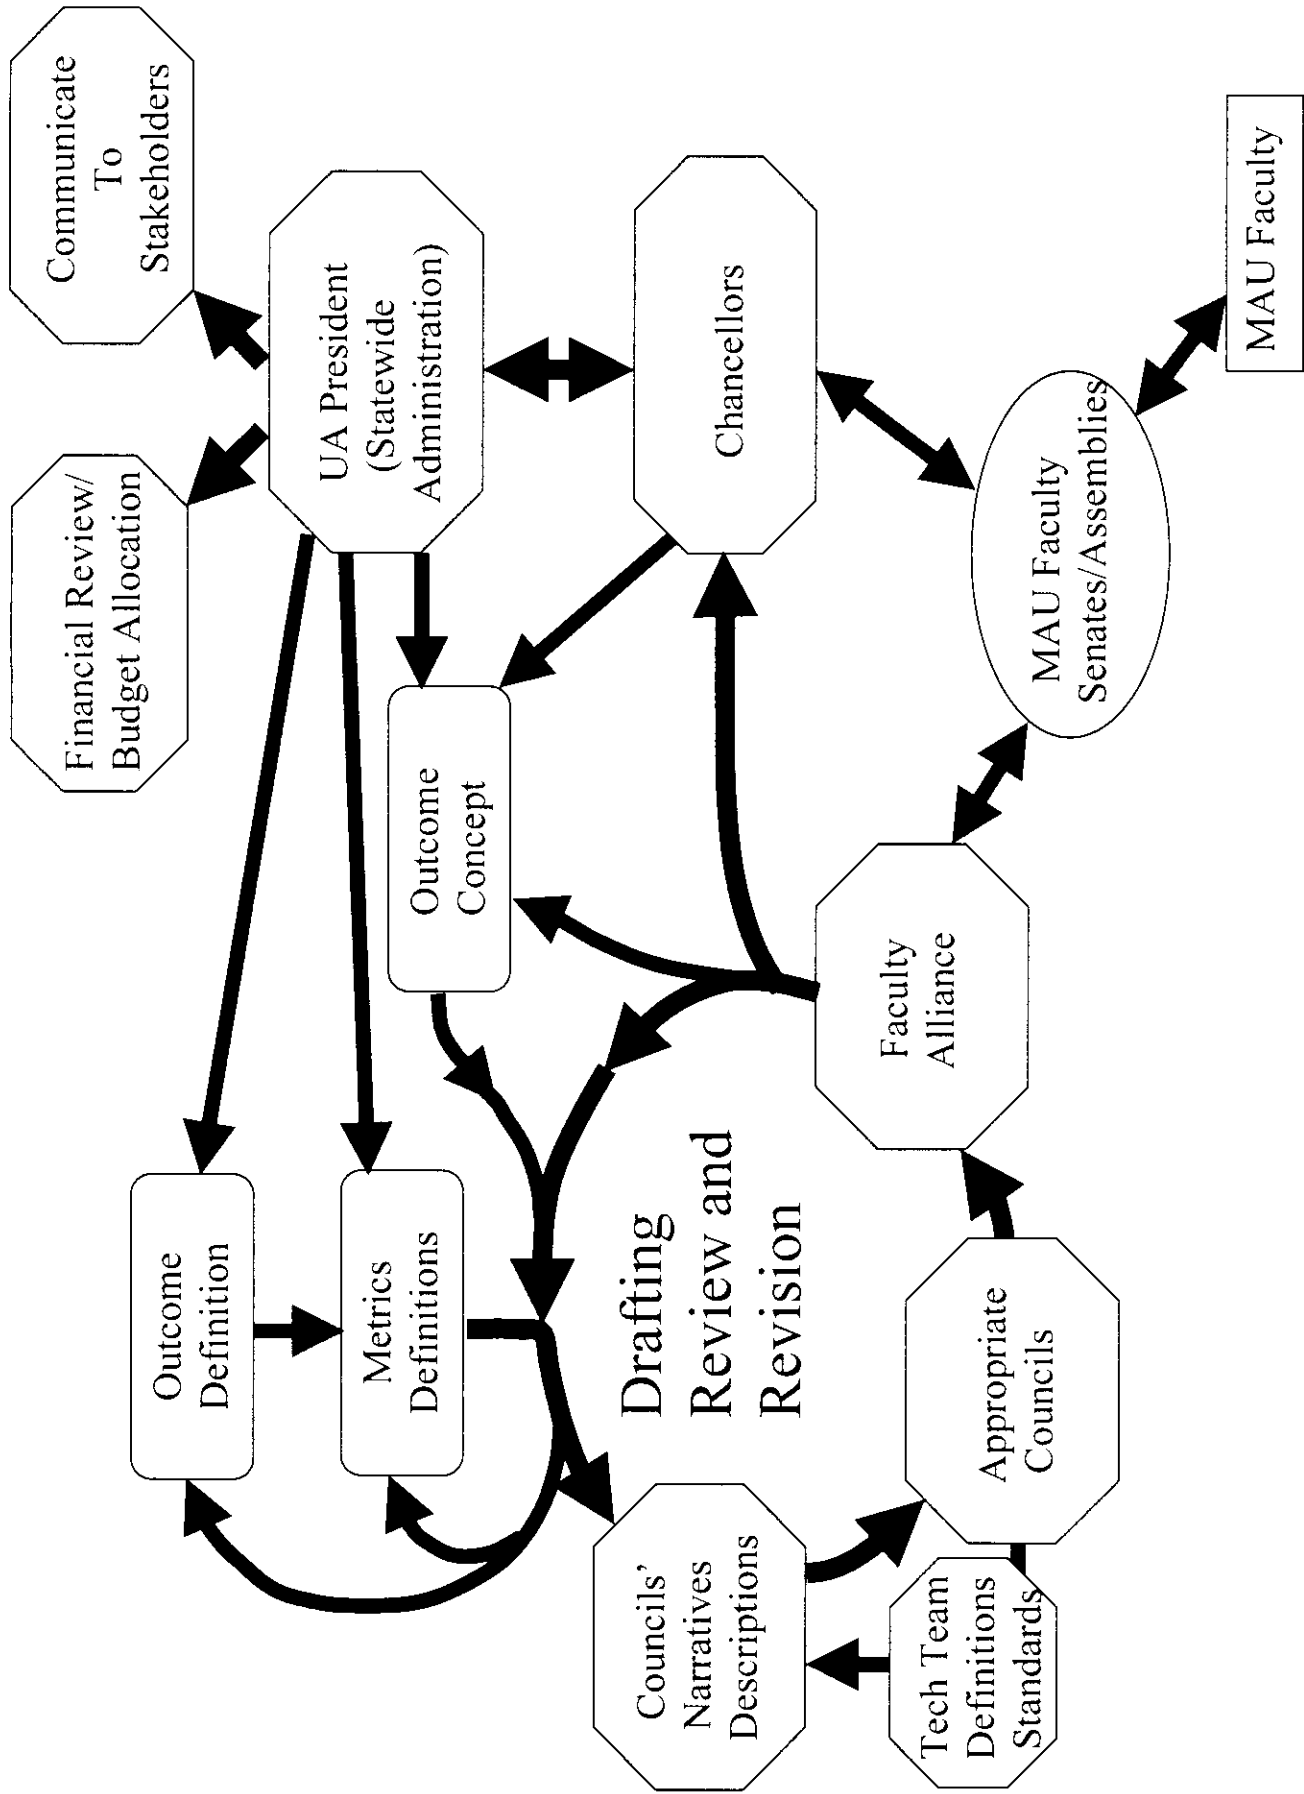 Outcome
Definition
Metrics
Definitions
Outcome
Concept
Financial Review/
Budget Allocation
Communicate
To
Stakeholders
UA President
(Statewide
Administration)
Chancellors
Drafting
Review and
Revision
Councils’
Narratives
Descriptions
Tech Team
Definitions
Standards
Appropriate
Councils
Faculty
Alliance
MAU Faculty
Senates/Assemblies
MAU Faculty